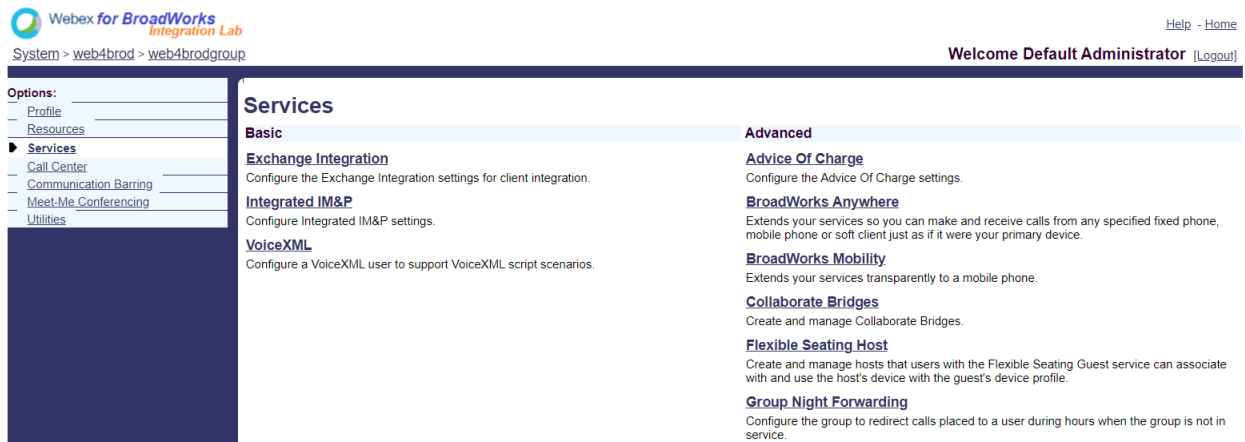 Webex for BroadWorks
Integration Lab
Help - Home
System > web4brod > web4brodgroup
Welcome Default Administrator [Logout]
Options:
Profile
Resources
Services
Call Center
Communication Barring
Meet-Me Conferencing
Utilities
Services
Basic
Exchange Integration
Configure the Exchange Integration settings for client integration.
Integrated IM&P
Configure Integrated IM&P settings.
VoiceXML
Configure a VoiceXML user to support VoiceXML script scenarios.
Advanced
Advice Of Charge
Configure the Advice Of Charge settings.
BroadWorks Anywhere
Extends your services so you can make and receive calls from any specified fixed phone,
mobile phone or soft client just as if it were your primary device.
BroadWorks Mobility
Extends your services transparently to a mobile phone.
Collaborate Bridges
Create and manage Collaborate Bridges.
Flexible Seating Host
Create and manage hosts that users with the Flexible Seating Guest service can associate
with and use the host's device with the guest's device profile.
Group Night Forwarding
Configure the group to redirect calls placed to a user during hours when the group is not in
service.